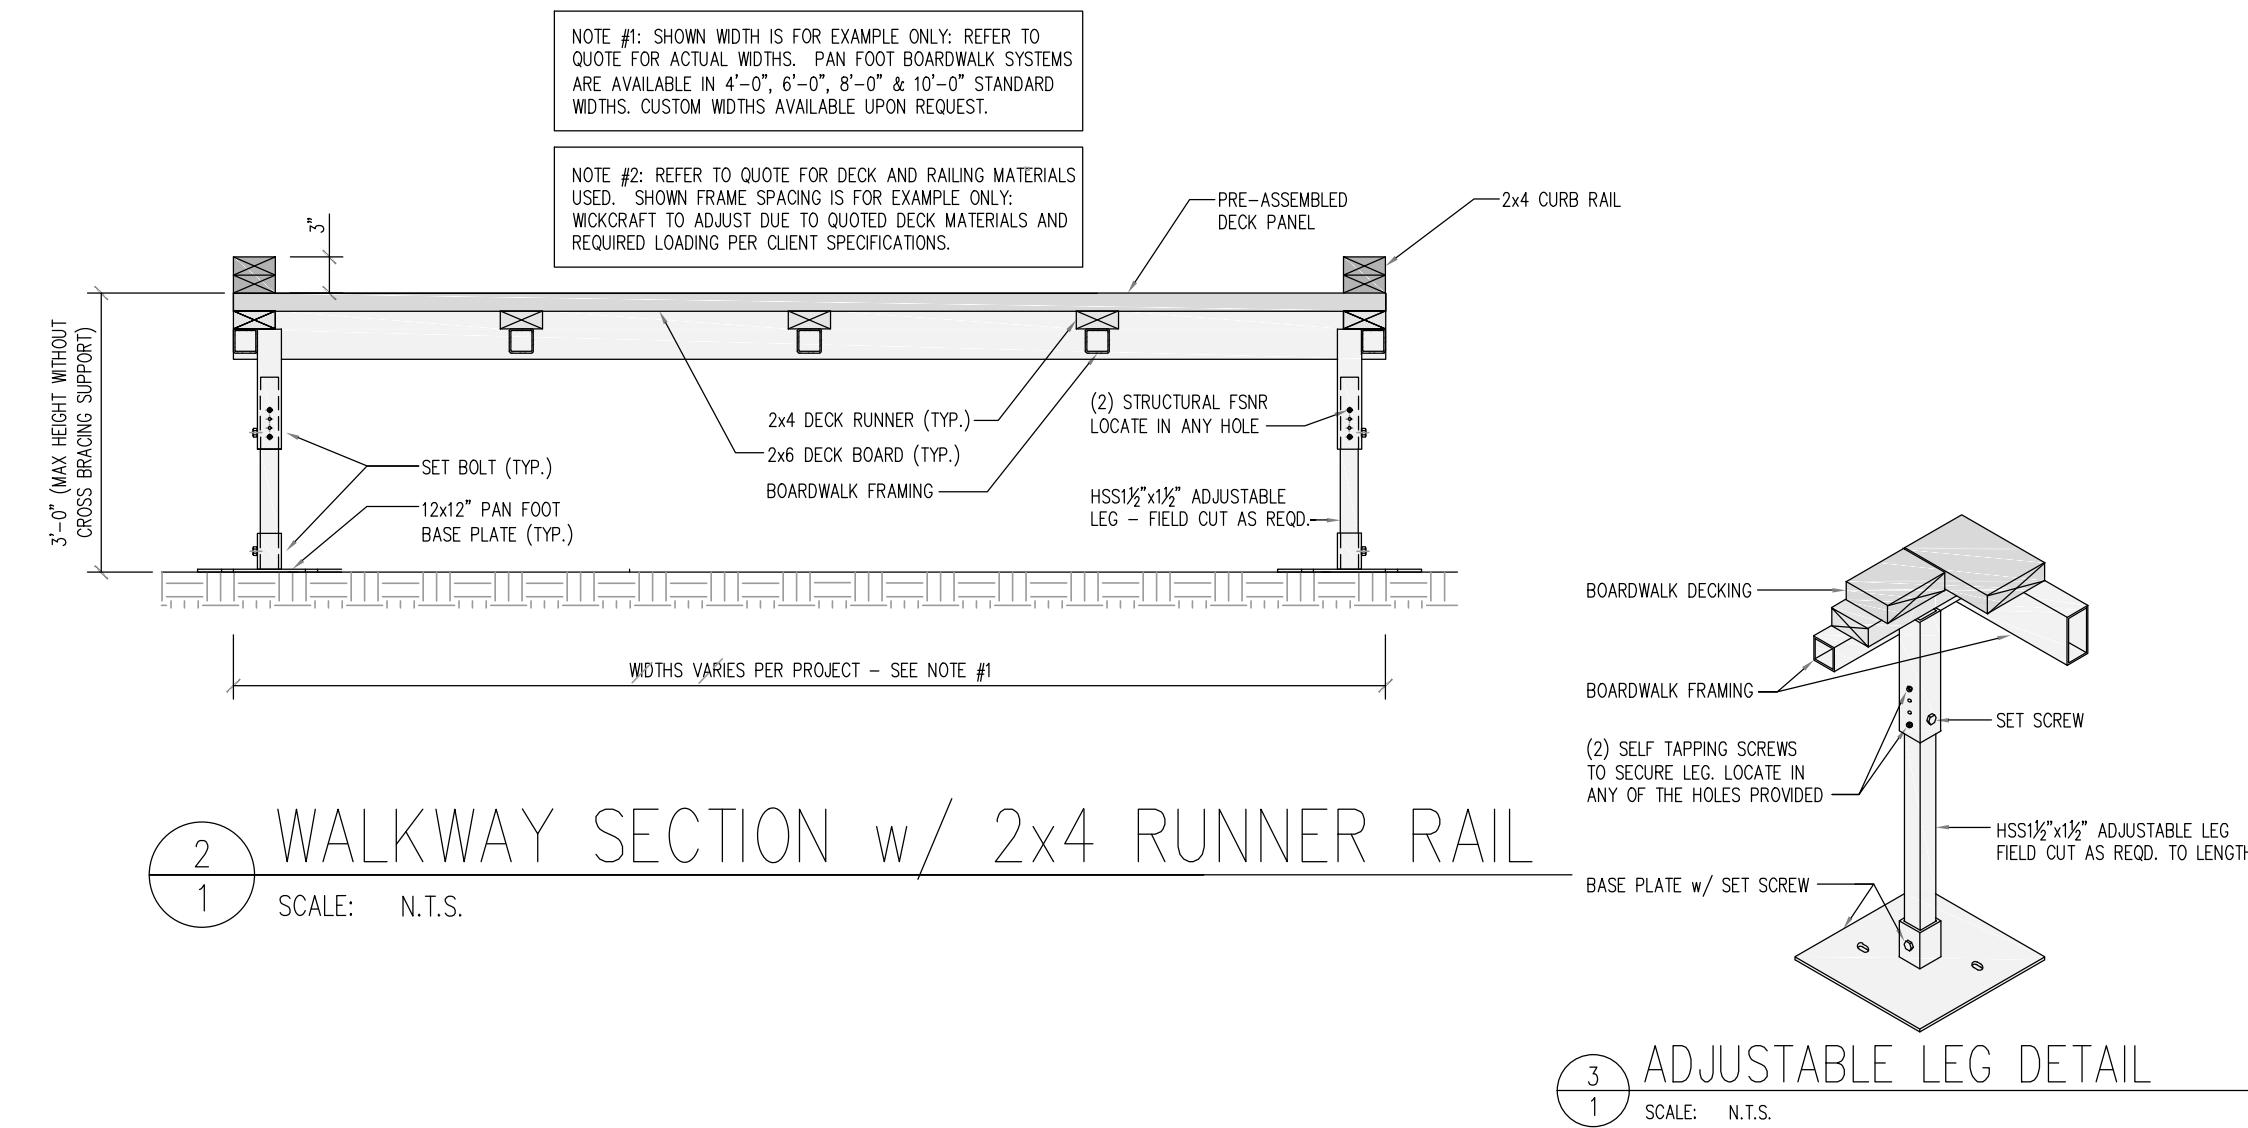 NOTE #1: SHOWN WIDTH IS FOR EXAMPLE ONLY: REFER TO
QUOTE FOR ACTUAL WIDTHS. PAN FOOT BOARDWALK SYSTEMS
ARE AVAILABLE IN 4'-0", 6'-0", 8'-0" & 10'-0" STANDARD
WIDTHS. CUSTOM WIDTHS AVAILABLE UPON REQUEST.
NOTE #2: REFER TO QUOTE FOR DECK AND RAILING MATERIALS
USED. SHOWN FRAME SPACING IS FOR EXAMPLE ONLY:
WICKCRAFT TO ADJUST DUE TO QUOTED DECK MATERIALS AND
REQUIRED LOADING PER CLIENT SPECIFICATIONS.
3"
PRE-ASSEMBLED
DECK PANEL
2x4 CURB RAIL
3'-0" (MAX HEIGHT WITHOUT
CROSS BRACING SUPPORT)
2x4 DECK RUNNER (TYP.)
2x6 DECK BOARD (TYP.)
BOARDWALK FRAMING
(2) STRUCTURAL FSNR
LOCATE IN ANY HOLE
SET BOLT (TYP.)
12x12" PAN FOOT
BASE PLATE (TYP.)
HSS1½"x1½" ADJUSTABLE
LEG - FIELD CUT AS REQD.
WIDTHS VARIES PER PROJECT - SEE NOTE #1
2
1
WALKWAY SECTION w/ 2x4 RUNNER RAIL
SCALE: N.T.S.
BOARDWALK DECKING
BOARDWALK FRAMING
SET SCREW
(2) SELF TAPPING SCREWS
TO SECURE LEG. LOCATE IN
ANY OF THE HOLES PROVIDED
HSS1½"x1½" ADJUSTABLE LEG
FIELD CUT AS REQD. TO LENGTH
BASE PLATE w/ SET SCREW
3
1
ADJUSTABLE LEG DETAIL
SCALE: N.T.S.